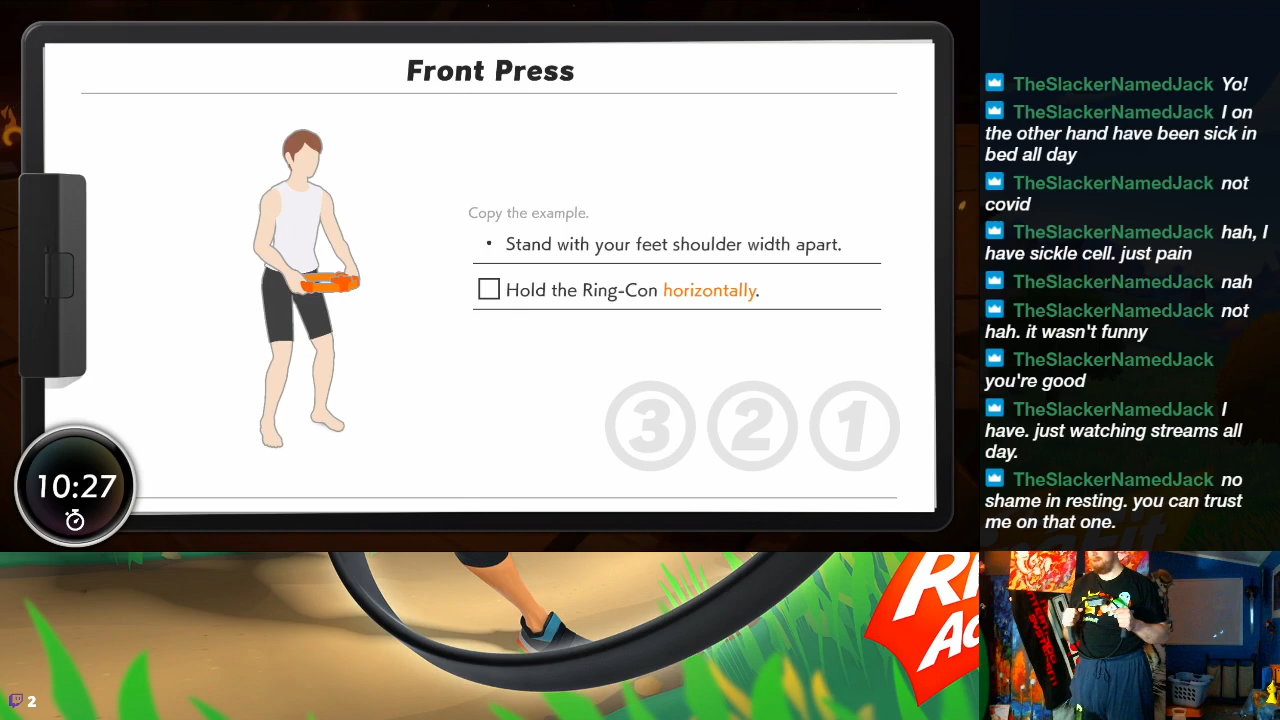 Front Press
Copy the example.
• Stand with your feet shoulder width apart.
Hold the Ring-Con horizontally.
3 2 1
10:27
TheSlackerNamedJack Yo!
TheSlackerNamedJack I on
the other hand have been sick in
bed all day
TheSlackerNamedJack not
covid
TheSlackerNamedJack hah, I
have sickle cell. just pain
TheSlackerNamedJack nah
TheSlackerNamedJack not
hah. it wasn't funny
TheSlackerNamedJack
you're good
TheSlackerNamedJack I
have. just watching streams all
day.
TheSlackerNamedJack no
shame in resting. you can trust
me on that one.
2